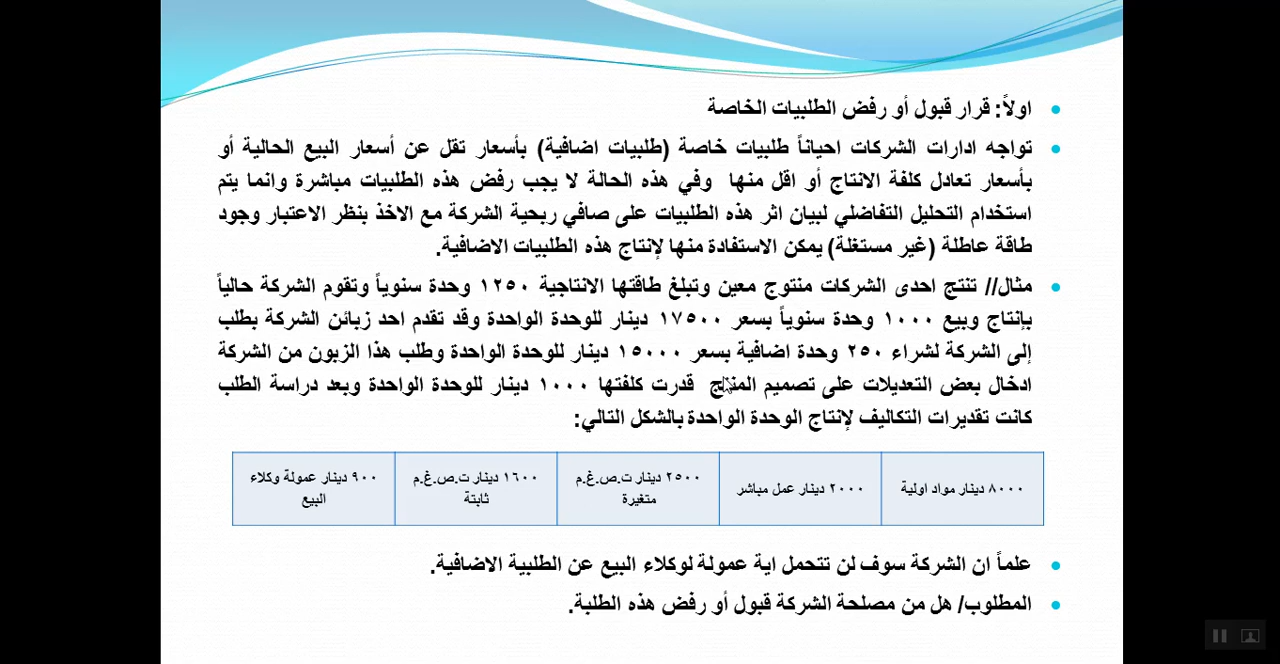 اولاً: قرار قبول أو رفض الطلبيات الخاصة
تواجه ادارات الشركات احياناً طلبيات خاصة (طلبيات اضافية) بأسعار تقل عن أسعار البيع الحالية أو
بأسعار تعادل كلفة الانتاج أو اقل منها وفي هذه الحالة لا يجب رفض هذه الطلبيات مباشرة وانما يتم
استخدام التحليل التفاضلي لبيان اثر هذه الطلبيات على صافي ربحية الشركة مع الاخذ بنظر الاعتبار وجود
طاقة عاطلة (غير مستغلة) يمكن الاستفادة منها لإنتاج هذه الطلبيات الاضافية.
مثال// تنتج احدى الشركات منتوج معين وتبلغ طاقتها الانتاجية ١٢٥٠ وحدة سنوياً وتقوم الشركة حالياً
بإنتاج وبيع ١٠٠٠ وحدة سنوياً بسعر ١٧٥٠٠ دينار للوحدة الواحدة وقد تقدم احد زبائن الشركة بطلب
إلى الشركة لشراء ٢٥٠ وحدة اضافية بسعر ١٥٠٠٠ دينار للوحدة الواحدة وطلب هذا الزبون من الشركة
ادخال بعض التعديلات على تصميم المنتج قدرت كلفتها ١٠٠٠ دينار للوحدة الواحدة وبعد دراسة الطلب
كانت تقديرات التكاليف لإنتاج الوحدة الواحدة بالشكل التالي:
٨٠٠٠ دينار مواد اولية
٢٠٠٠ دينار عمل مباشر
٢٥٠٠ دينار ت.ص.غ.م
متغيرة
١٦٠٠ دينار ت.ص.غ.م
ثابتة
٩٠٠ دينار عمولة وكلاء
البيع
علماً ان الشركة سوف لن تتحمل اية عمولة لوكلاء البيع عن الطلبية الاضافية.
المطلوب/ هل من مصلحة الشركة قبول أو رفض هذه الطلبة.